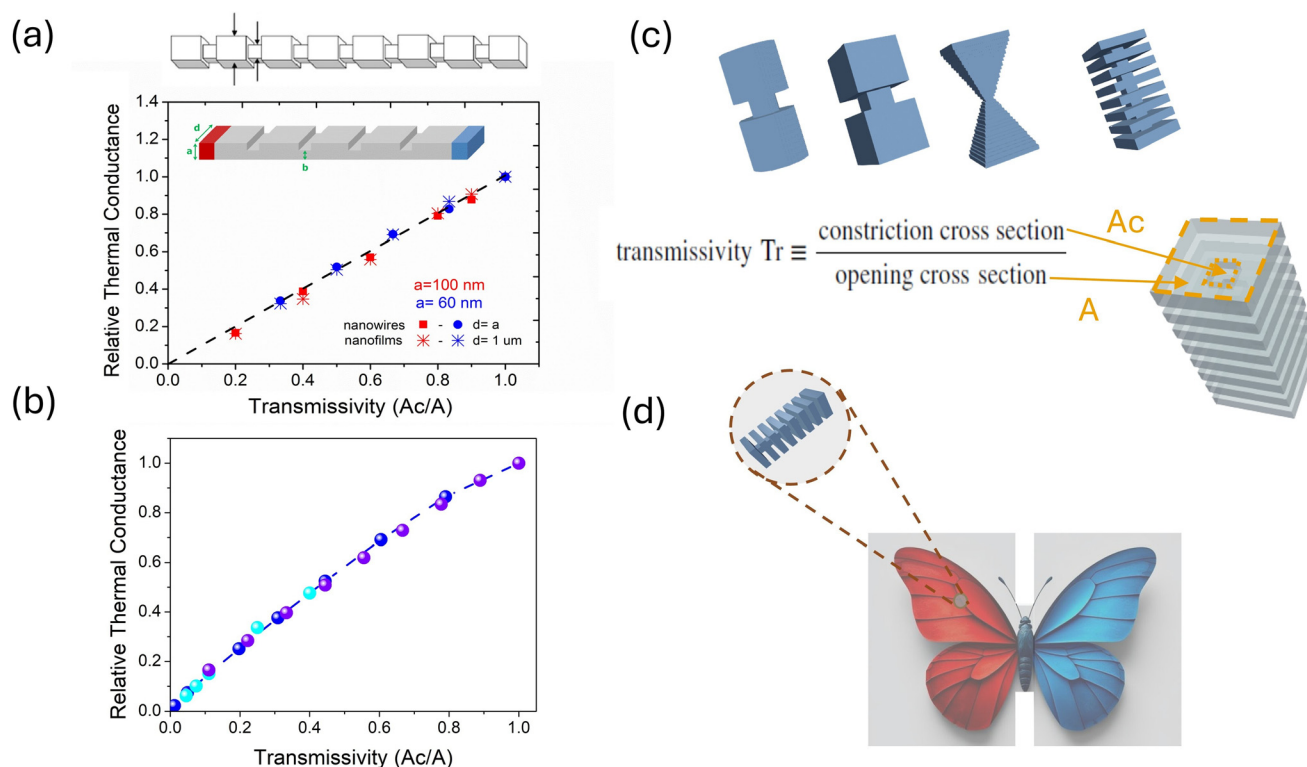 (a)
1.4
1.2
1.0
0.8
0.6
0.4
0.2
0.0
Relative Thermal Conductance
d
a
b
a=100 nm
a= 60 nm
nanowires - d= a
nanofilms - d= 1 um
0.0 0.2 0.4 0.6 0.8 1.0
Transmissivity (Ac/A)
(b)
1.0
0.8
0.6
0.4
0.2
0.0
Relative Thermal Conductance
0.0 0.2 0.4 0.6 0.8 1.0
Transmissivity (Ac/A)
(c)
transmissivity Tr ≡ constriction cross section
opening cross section
Ac
A
(d)